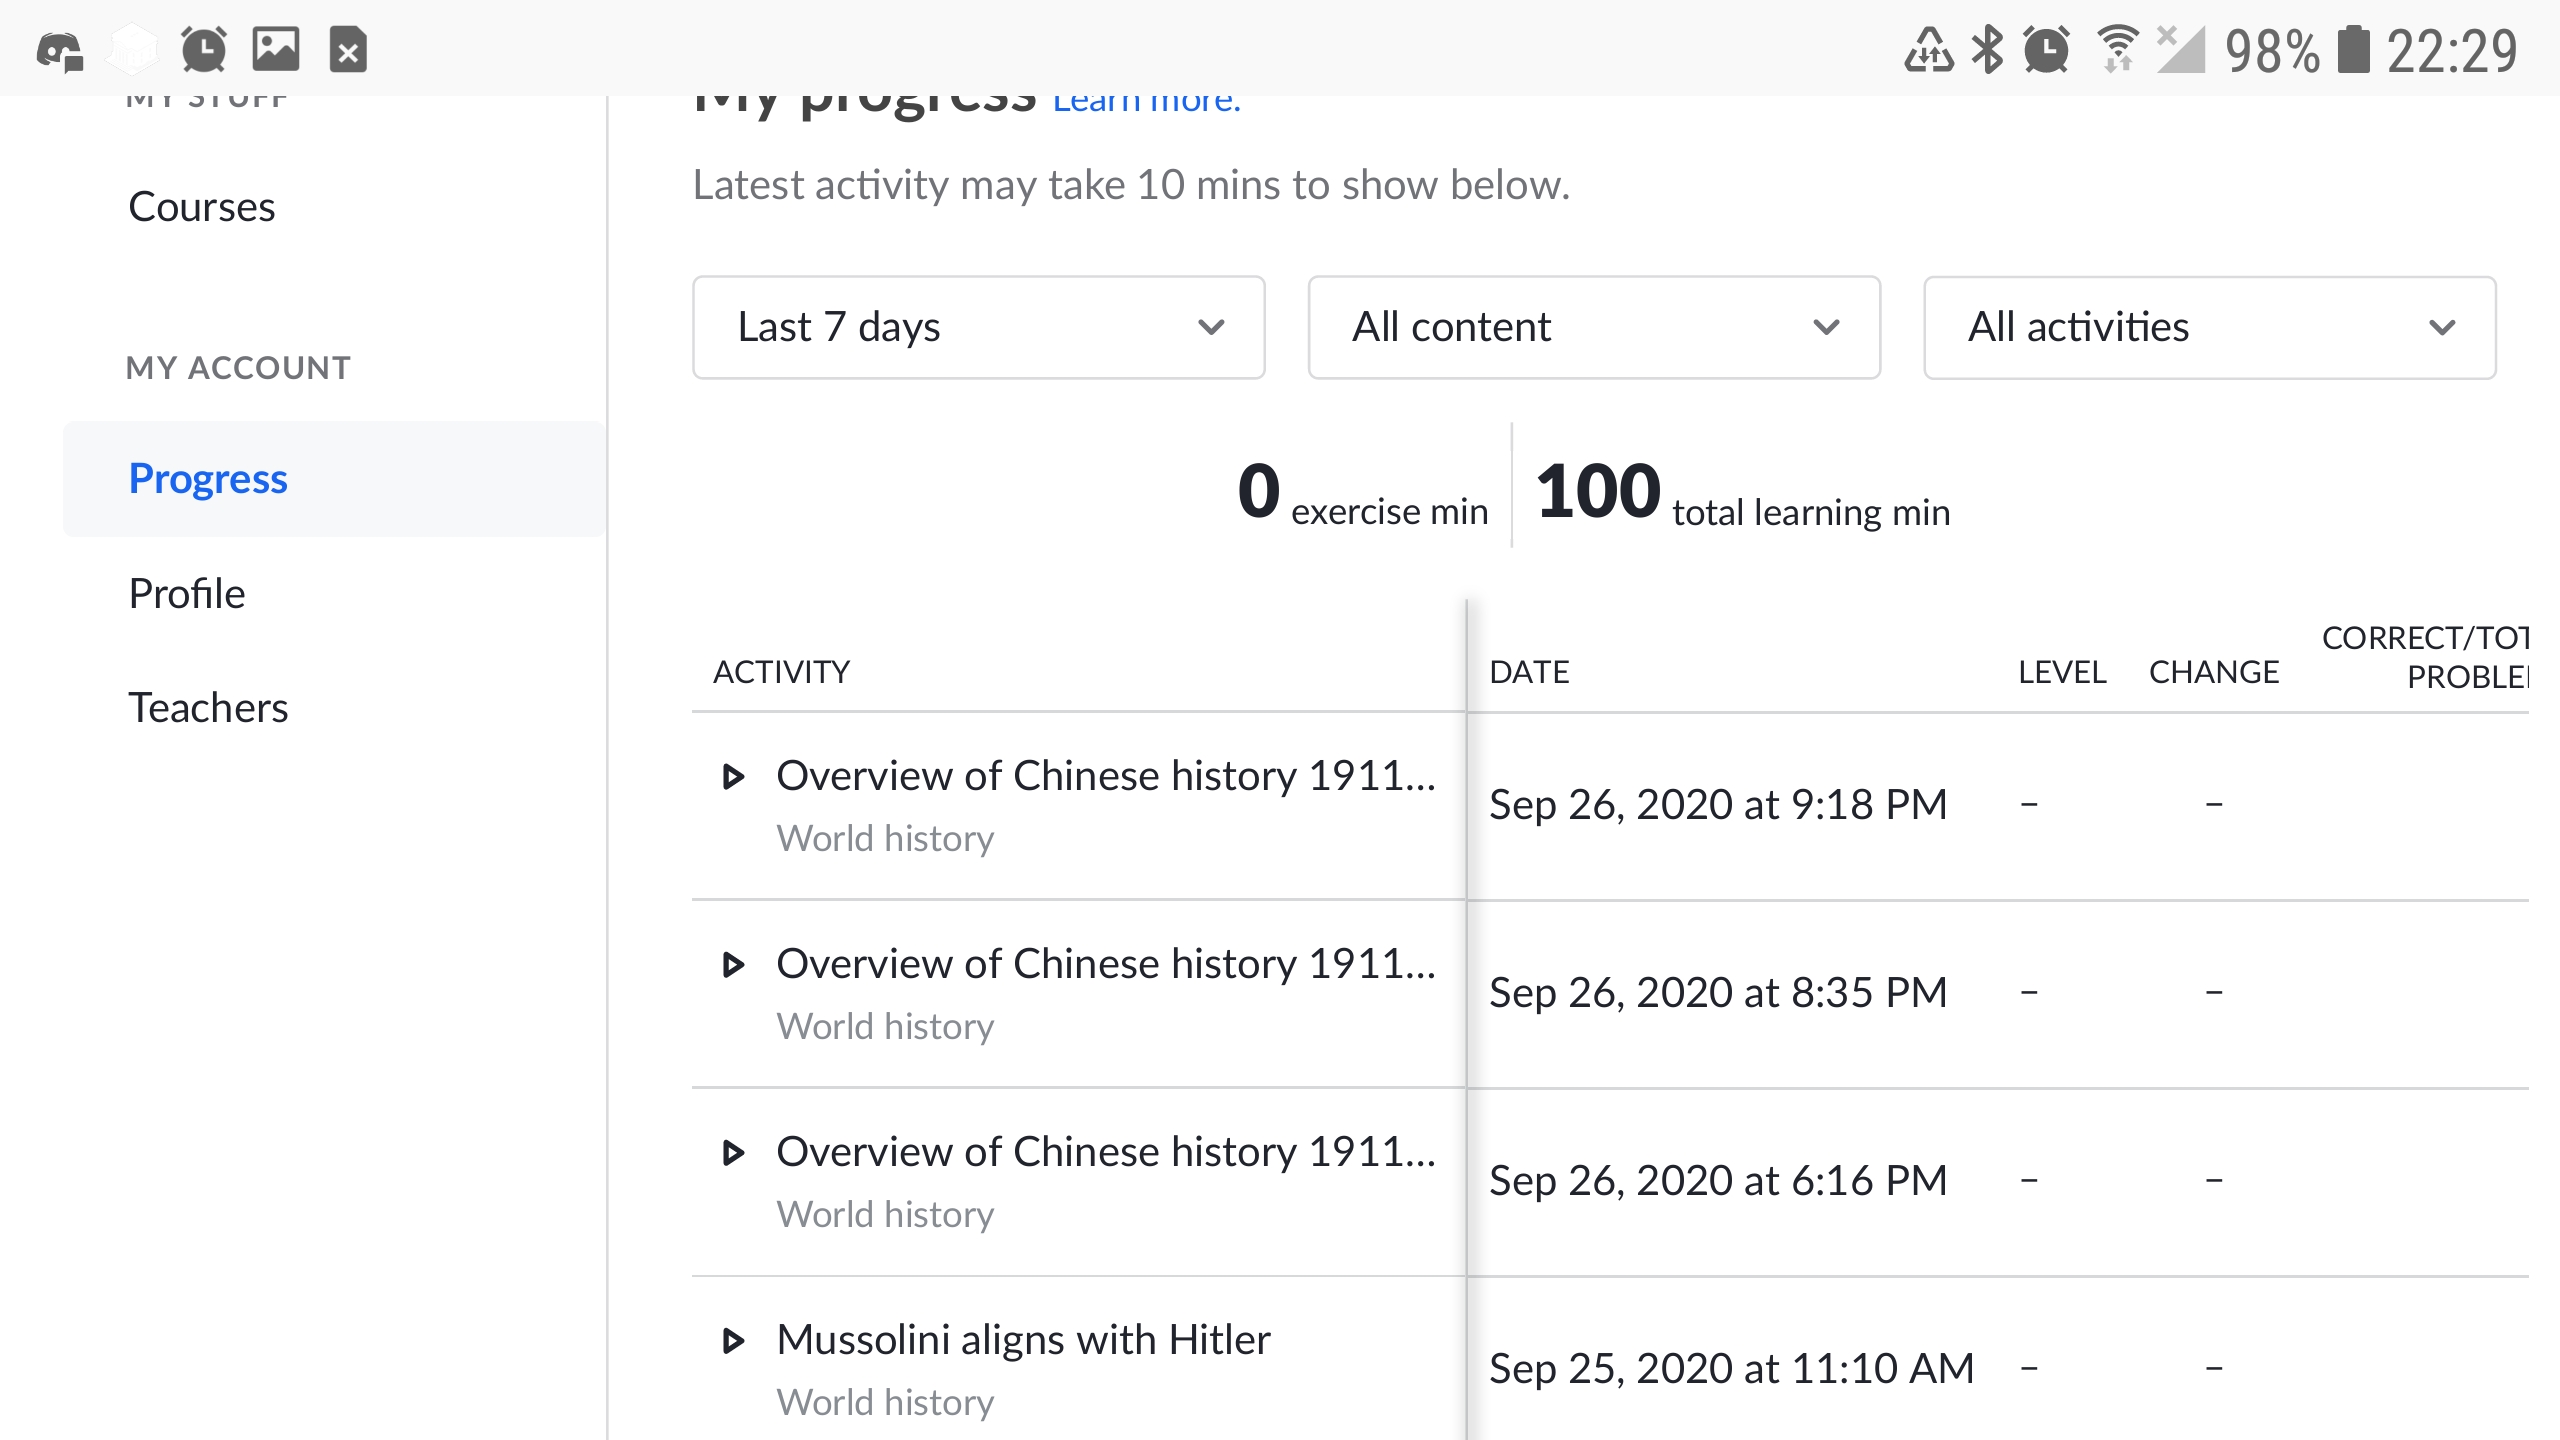 98% 22:29
MY STUFF
Courses
MY ACCOUNT
Progress
Profile
Teachers
My progress Learn more.
Latest activity may take 10 mins to show below.
Last 7 days
All content
All activities
0 exercise min
100 total learning min
ACTIVITY DATE LEVEL CHANGE CORRECT/TOT
PROBLE
Overview of Chinese history 1911...
World history
Sep 26, 2020 at 9:18 PM – –
Overview of Chinese history 1911...
World history
Sep 26, 2020 at 8:35 PM – –
Overview of Chinese history 1911...
World history
Sep 26, 2020 at 6:16 PM – –
Mussolini aligns with Hitler
World history
Sep 25, 2020 at 11:10 AM – –